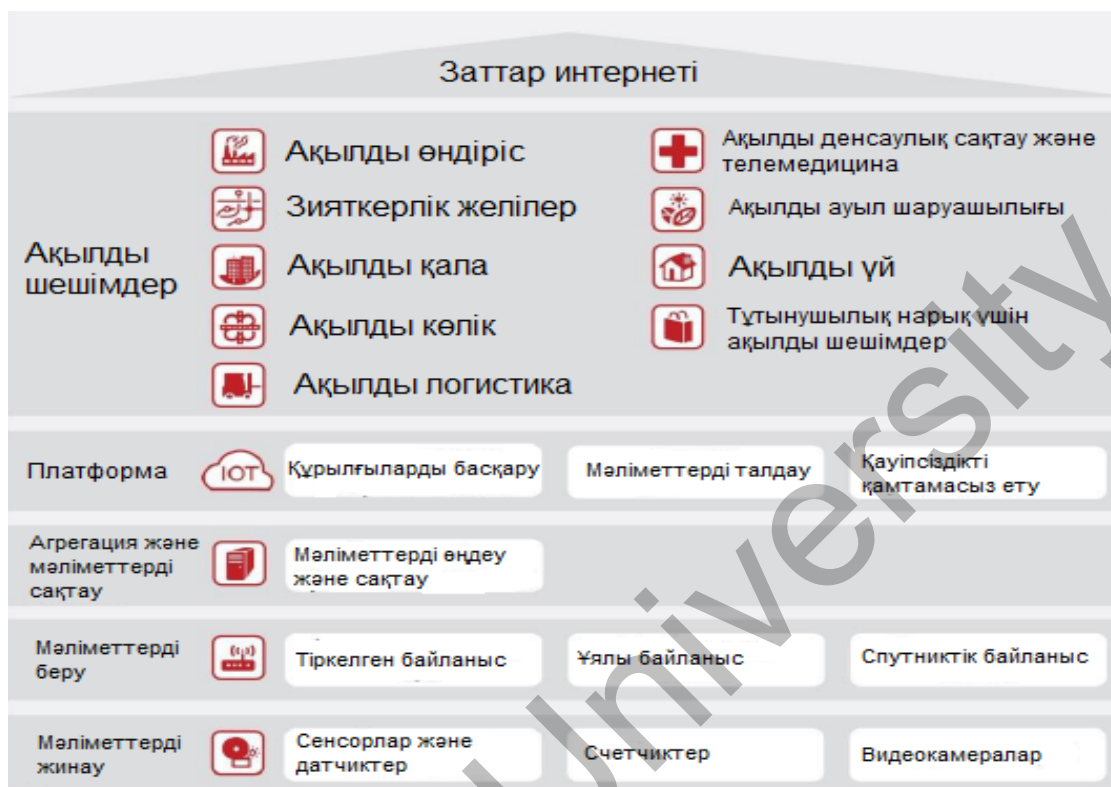 Заттар интернеті
Ақылды
шешімдер
Ақылды өндіріс
Зияткерлік желілер
Ақылды қала
Ақылды көлік
Ақылды логистика
Ақылды денсаулық сақтау және
телемедицина
Ақылды ауыл шаруашылығы
Ақылды үй
Тұтынушылық нарық үшін
ақылды шешімдер
Платформа
IOT
Құрылғыларды басқару
Мәліметтерді талдау
Қауіпсіздікті
қамтамасыз ету
Агрегация және
мәліметтерді
сақтау
Мәліметтерді өңдеу
және сақтау
Мәліметтерді
беру
Тіркелген байланыс
Ұялы байланыс
Спутниктік байланыс
Мәліметтерді
жинау
Сенсорлар және
датчиктер
Счетчиктер
Видеокамералар
University